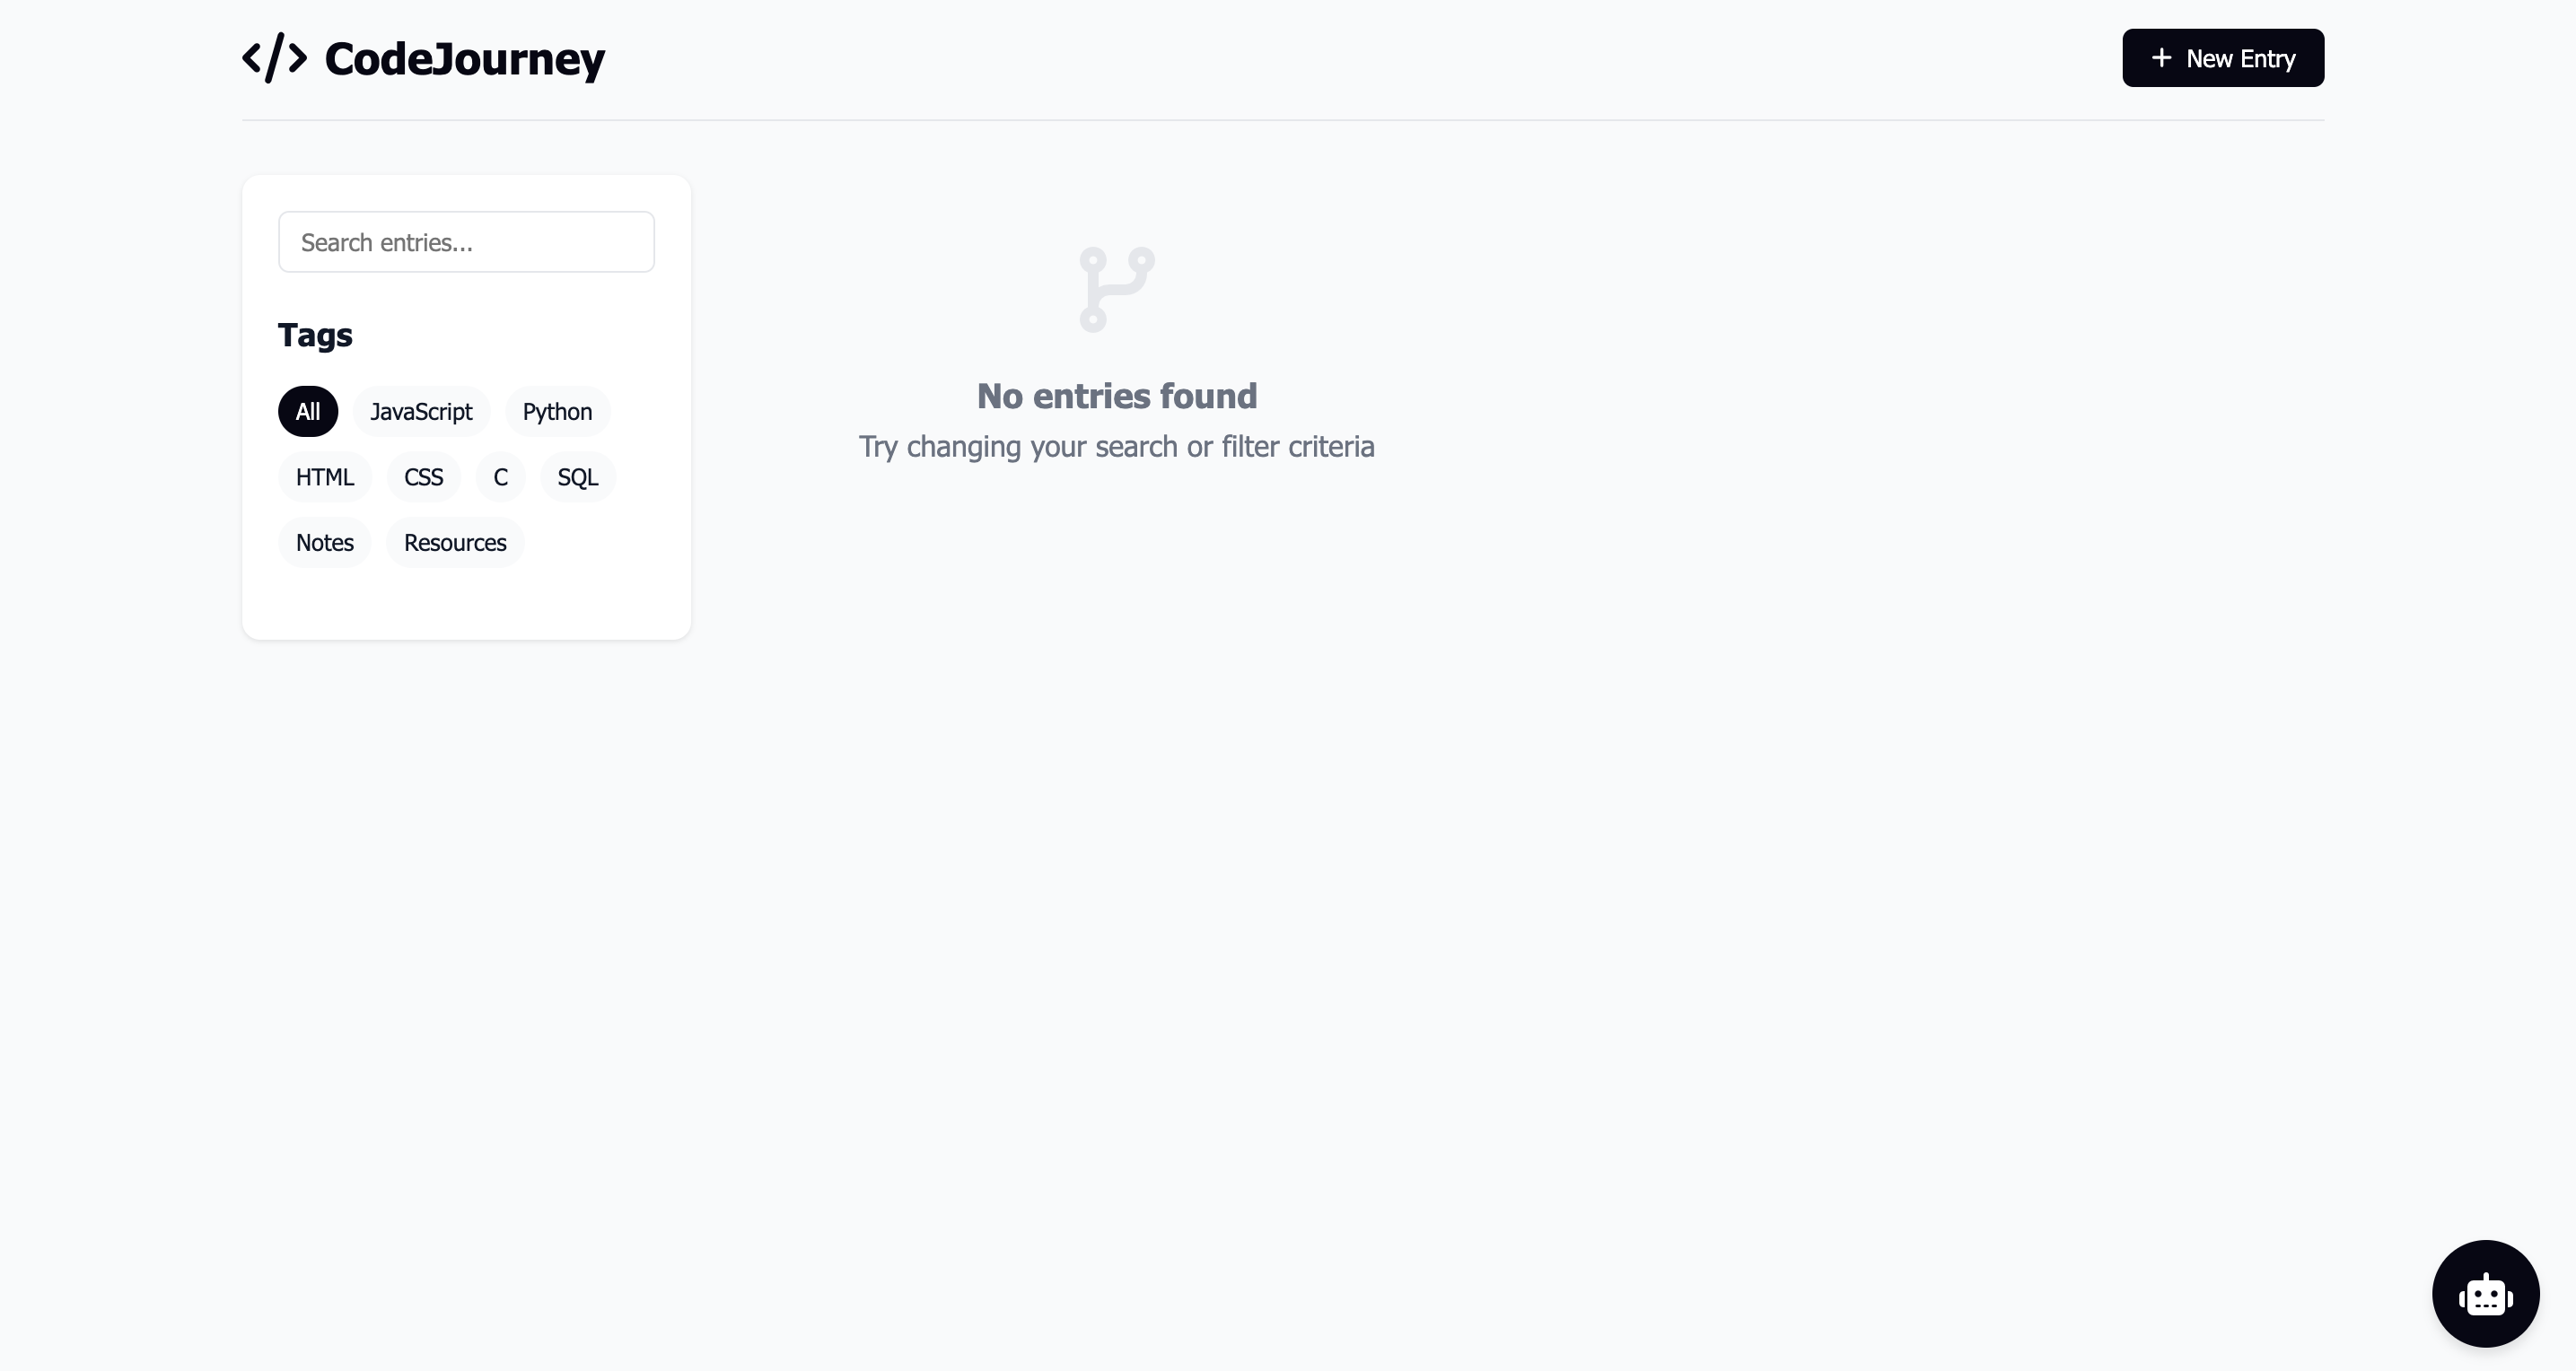 CodeJourney
New Entry
Search entries...
Tags
All JavaScript Python
HTML CSS C SQL
Notes Resources
No entries found
Try changing your search or filter criteria